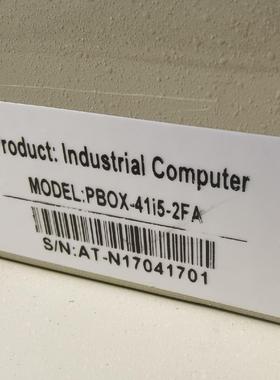 roduct: Industrial Computer
MODEL:PBOX-41i5-2FA
S/N:AT-N17041701